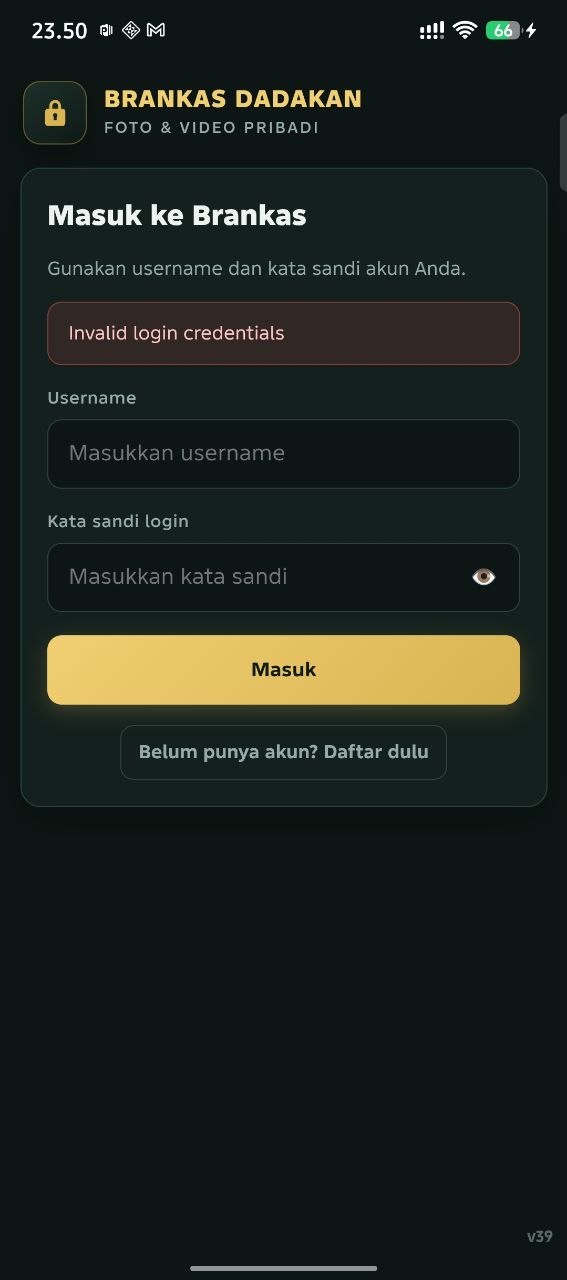 23.50
66
BRANKAS DADAKAN
FOTO & VIDEO PRIBADI
Masuk ke Brankas
Gunakan username dan kata sandi akun Anda.
Invalid login credentials
Username
Masukkan username
Kata sandi login
Masukkan kata sandi
Masuk
Belum punya akun? Daftar dulu
v39